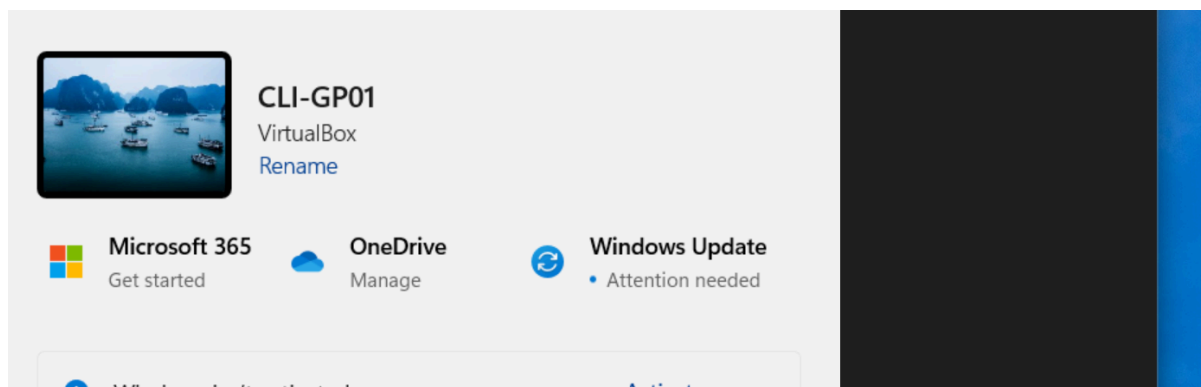 CLI-GP01
VirtualBox
Rename
Microsoft 365
Get started
OneDrive
Manage
Windows Update
• Attention needed